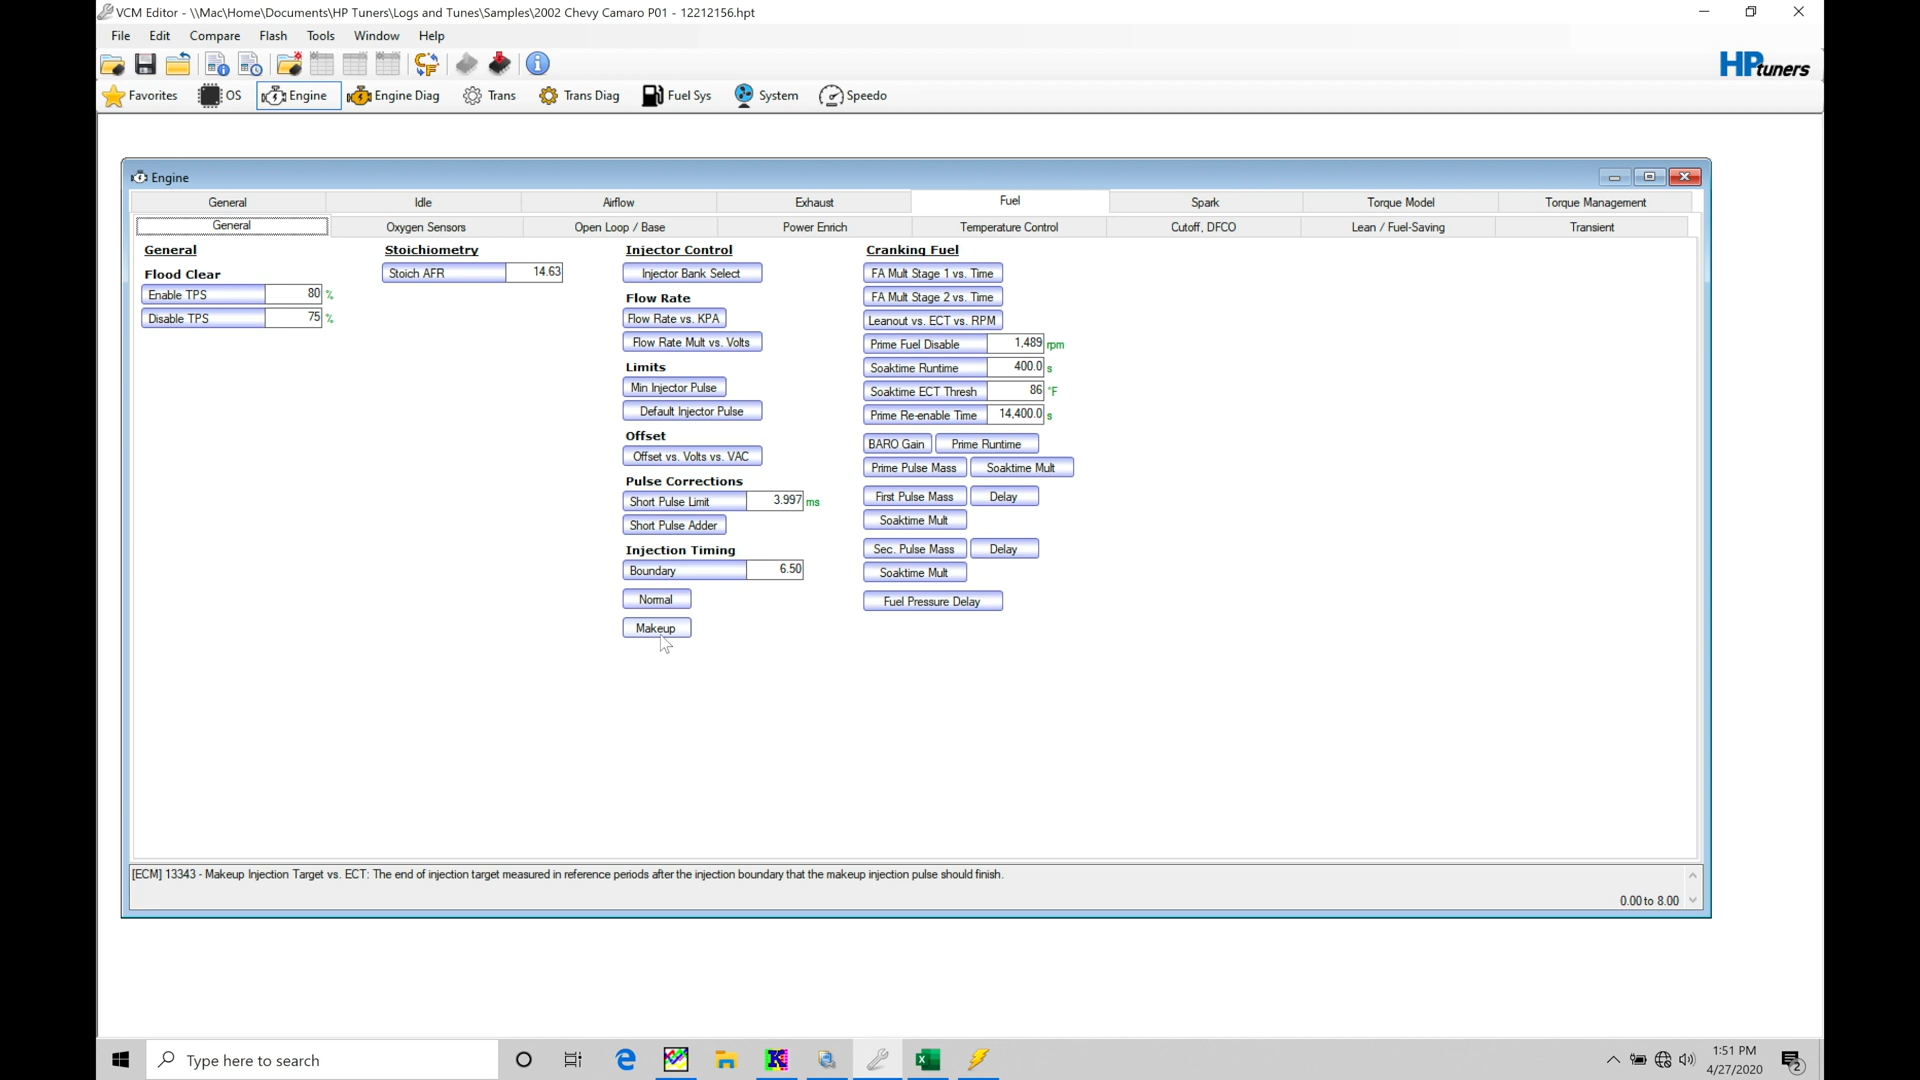 VCM Editor - \\Mac\Home\Documents\HP Tuners\Logs and Tunes\Samples\2002 Chevy Camaro P01 - 12212156.hpt
File Edit Compare Flash Tools Window Help
HPtuners
Favorites OS Engine Engine Diag Trans Trans Diag Fuel Sys System Speedo
Engine
General Idle Airflow Exhaust Fuel Spark Torque Model Torque Management
General Oxygen Sensors Open Loop / Base Power Enrich Temperature Control Cutoff, DFCO Lean / Fuel-Saving Transient
General
Flood Clear
Enable TPS 80 %
Disable TPS 75 %
Stoichiometry
Stoich AFR 14.63
Injector Control
Injector Bank Select
Flow Rate
Flow Rate vs. KPA
Flow Rate Mult vs. Volts
Limits
Min Injector Pulse
Default Injector Pulse
Offset
Offset vs. Volts vs. VAC
Pulse Corrections
Short Pulse Limit 3.997 ms
Short Pulse Adder
Injection Timing
Boundary 6.50
Normal
Makeup
Cranking Fuel
FA Mult Stage 1 vs. Time
FA Mult Stage 2 vs. Time
Leanout vs. ECT vs. RPM
Prime Fuel Disable 1,489 rpm
Soaktime Runtime 400.0 s
Soaktime ECT Thresh 86 °F
Prime Re-enable Time 14,400.0 s
BARO Gain Prime Runtime
Prime Pulse Mass Soaktime Mult
First Pulse Mass Delay
Soaktime Mult
Sec. Pulse Mass Delay
Soaktime Mult
Fuel Pressure Delay
[ECM] 13343 - Makeup Injection Target vs. ECT: The end of injection target measured in reference periods after the injection boundary that the makeup injection pulse should finish.
0.00 to 8.00
Type here to search
1:51 PM
4/27/2020
2